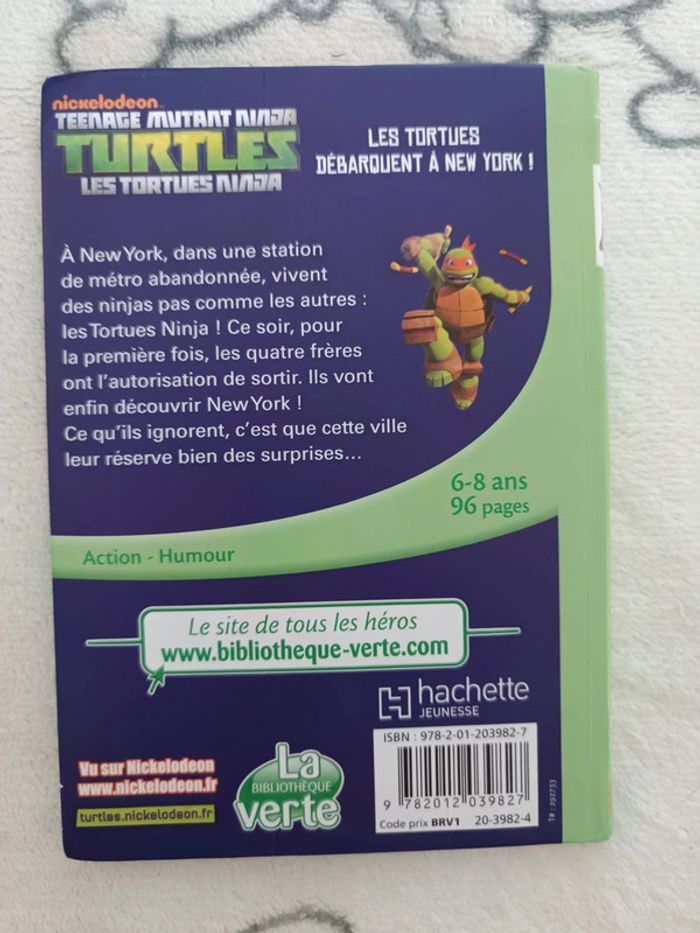 nickelodeon
TEENAGE MUTANT NINJA
TURTLES
LES TORTUES NINJA
LES TORTUES
DÉBARQUENT À NEW YORK !
À New York, dans une station
de métro abandonnée, vivent
des ninjas pas comme les autres :
les Tortues Ninja ! Ce soir, pour
la première fois, les quatre frères
ont l'autorisation de sortir. Ils vont
enfin découvrir New York !
Ce qu'ils ignorent, c'est que cette ville
leur réserve bien des surprises...
6-8 ans
96 pages
Action - Humour
Le site de tous les héros
www.bibliotheque-verte.com
hachette
JEUNESSE
Vu sur Nickelodeon
www.nickelodeon.fr
turtles.nickelodeon.fr
La
BIBLIOTHÈQUE
verte
ISBN : 978-2-01-203982-7
9 782012 039827
Code prix BRV1 20-3982-4